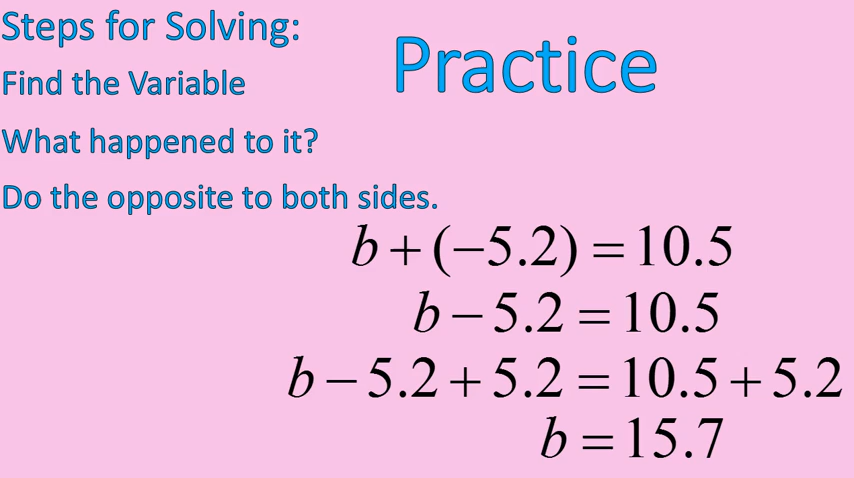 Steps for Solving:
Practice
Find the Variable
What happened to it?
Do the opposite to both sides.
b + (−5.2) = 10.5
b − 5.2 = 10.5
b − 5.2 + 5.2 = 10.5 + 5.2
b = 15.7